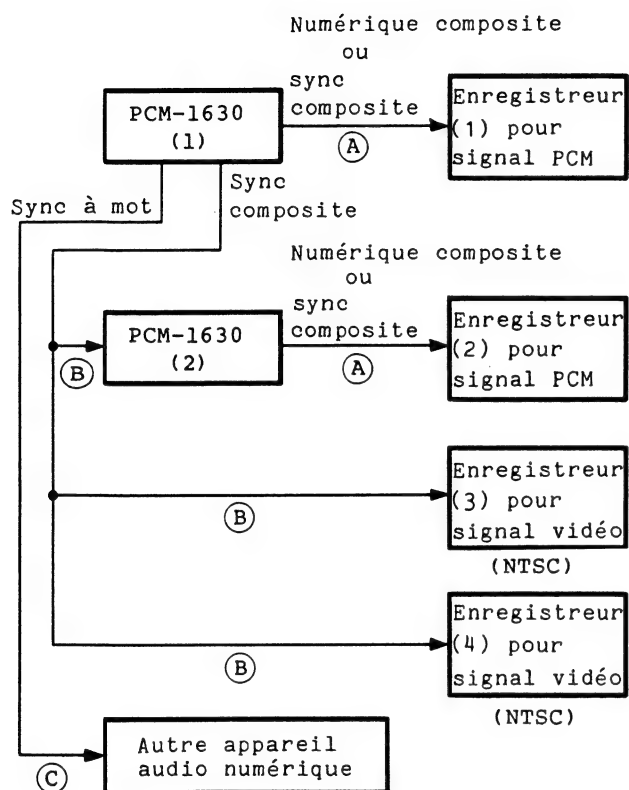 Numérique composite
ou
sync
composite
PCM-1630
(1)
A
Enregistreur
(1) pour
signal PCM
Sync à mot
Sync
composite
Numérique composite
ou
sync
composite
B
PCM-1630
(2)
A
Enregistreur
(2) pour
signal PCM
B
Enregistreur
(3) pour
signal vidéo
(NTSC)
B
Enregistreur
(4) pour
signal vidéo
(NTSC)
C
Autre appareil
audio numérique